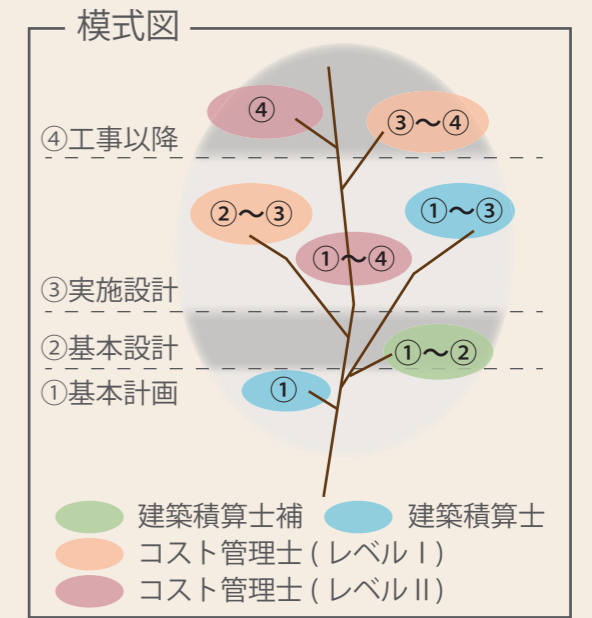 模式図
④
③～④
④工事以降
②～③
①～③
①～④
③実施設計
②基本設計
①～②
①基本計画
①
建築積算士補
建築積算士
コスト管理士(レベルⅠ)
コスト管理士(レベルⅡ)